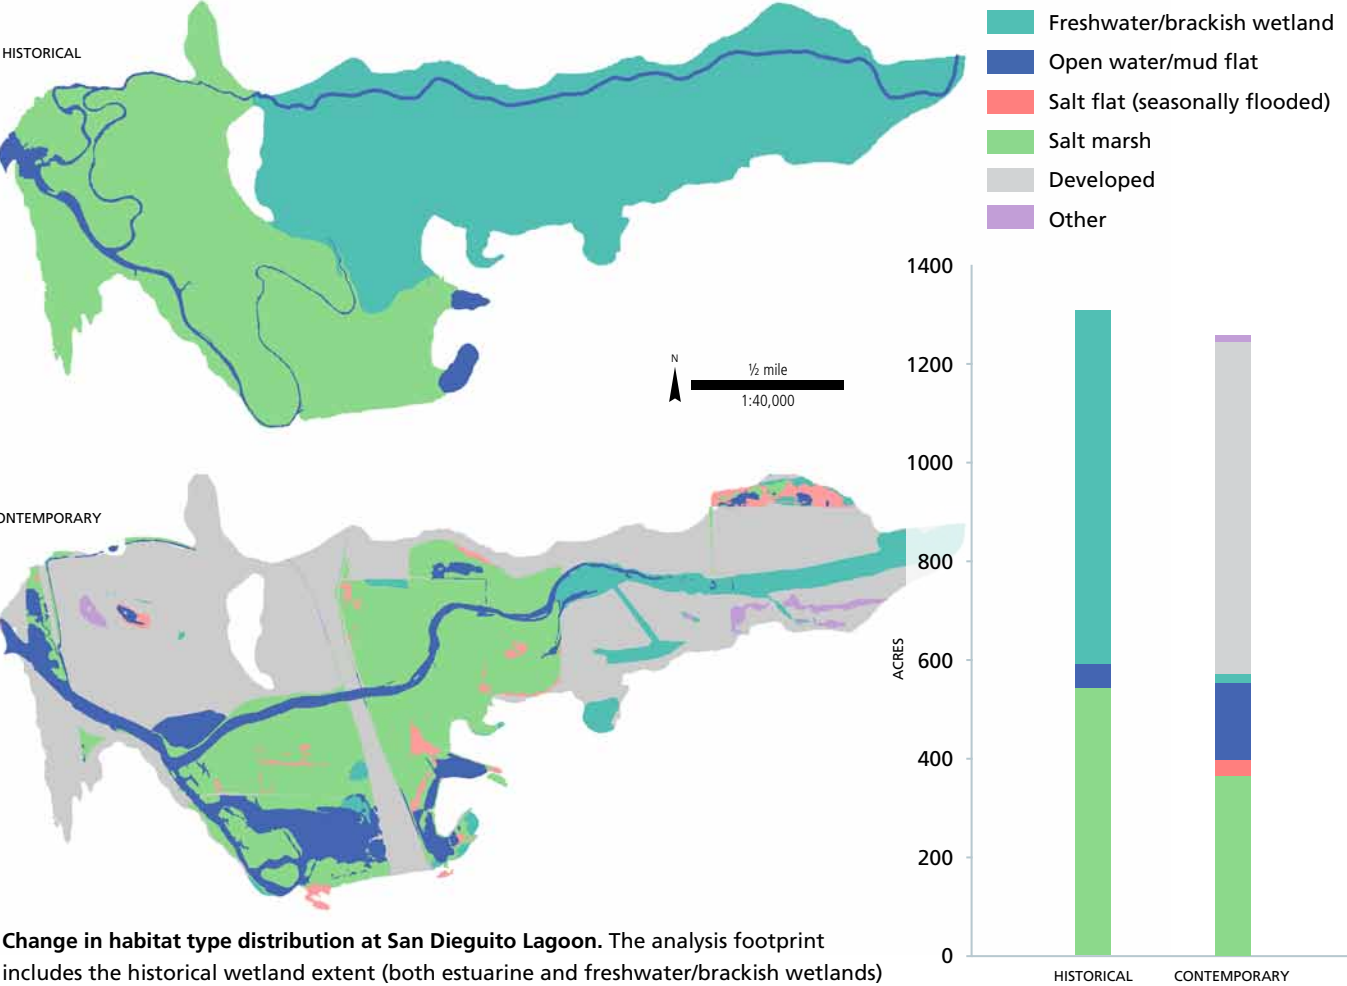 HISTORICAL
Freshwater/brackish wetland
Open water/mud flat
Salt flat (seasonally flooded)
Salt marsh
Developed
Other
N
½ mile
1:40,000
ONTEMPORARY
1400
1200
1000
800
600
400
200
0
ACRES
HISTORICAL
CONTEMPORARY
Change in habitat type distribution at San Dieguito Lagoon. The analysis footprint
includes the historical wetland extent (both estuarine and freshwater/brackish wetlands)